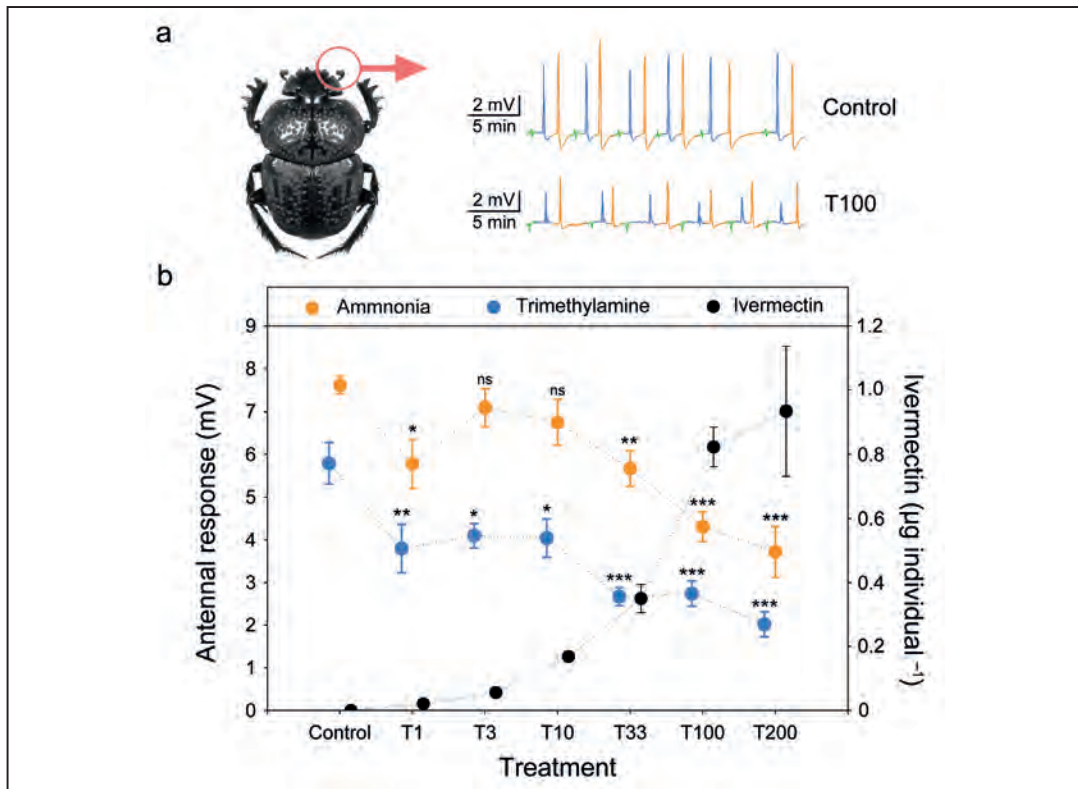 a
2 mV
5 min
Control
2 mV
5 min
T100
b
Ammnonia Trimethylamine Ivermectin
Antennal response (mV)
9
8
7
6
5
4
3
2
1
0
ns
ns
*
**
**
*
*
***
***
***
***
***
1.2
1.0
0.8
0.6
0.4
0.2
0
Ivermectin (μg individual⁻¹)
Control T1 T3 T10 T33 T100 T200
Treatment